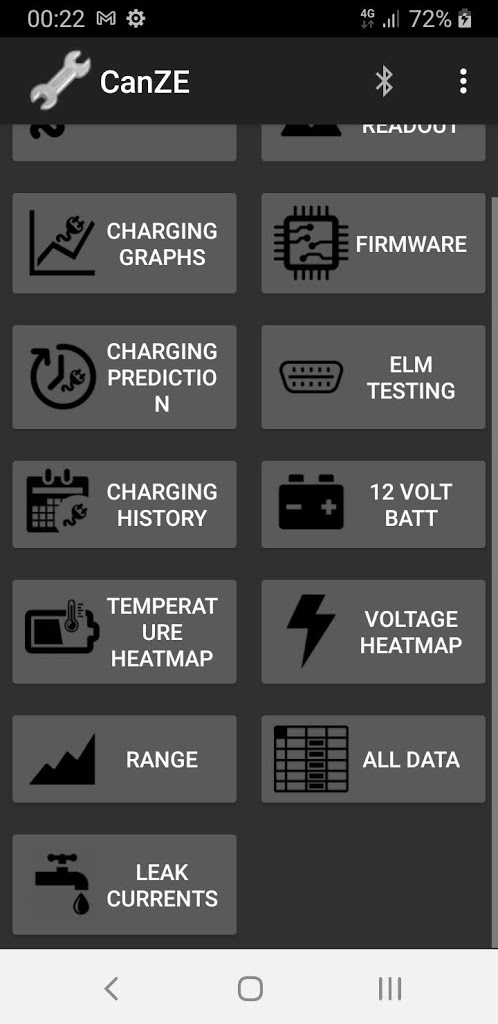 00:22
4G
72%
CanZE
READOUT
CHARGING
GRAPHS
FIRMWARE
CHARGING
PREDICTIO
N
ELM
TESTING
CHARGING
HISTORY
12 VOLT
BATT
TEMPERAT
URE
HEATMAP
VOLTAGE
HEATMAP
RANGE
ALL DATA
LEAK
CURRENTS